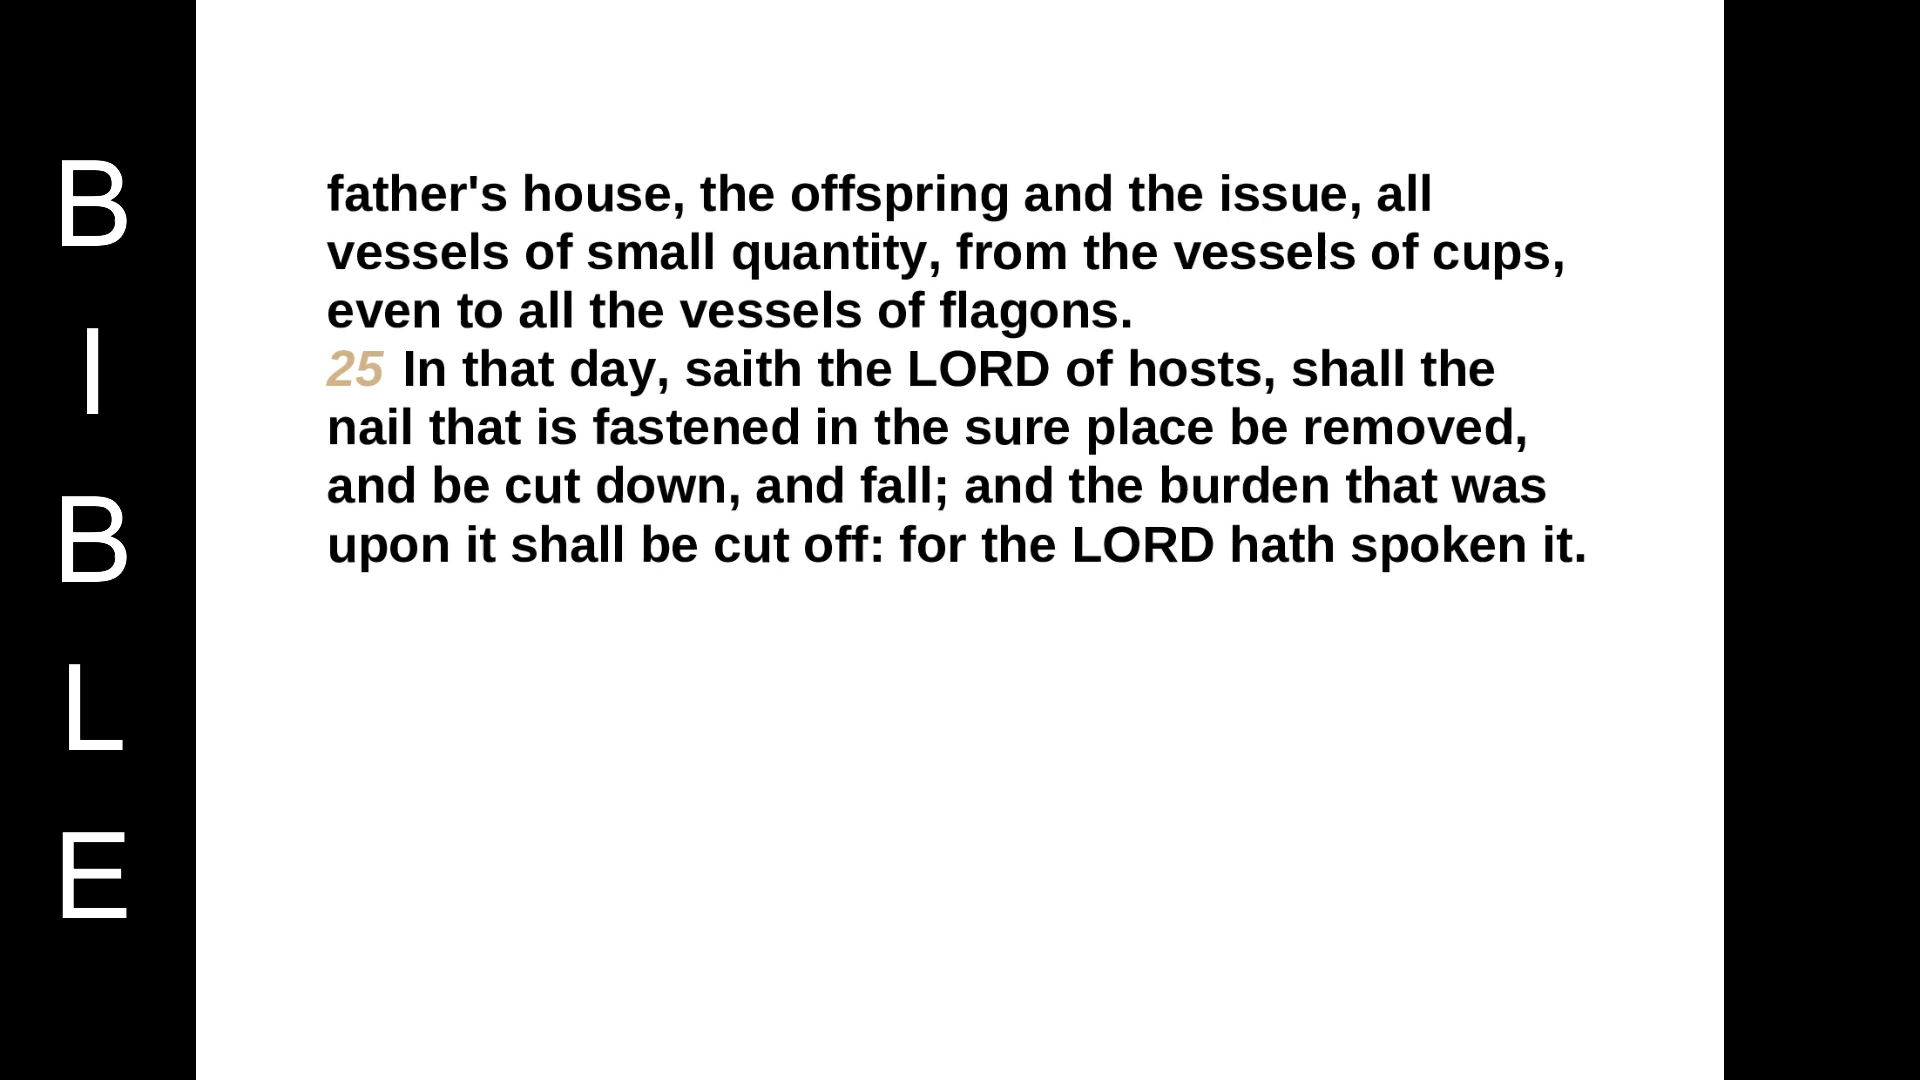 B
I
B
L
E
father's house, the offspring and the issue, all
vessels of small quantity, from the vessels of cups,
even to all the vessels of flagons.
25 In that day, saith the LORD of hosts, shall the
nail that is fastened in the sure place be removed,
and be cut down, and fall; and the burden that was
upon it shall be cut off: for the LORD hath spoken it.